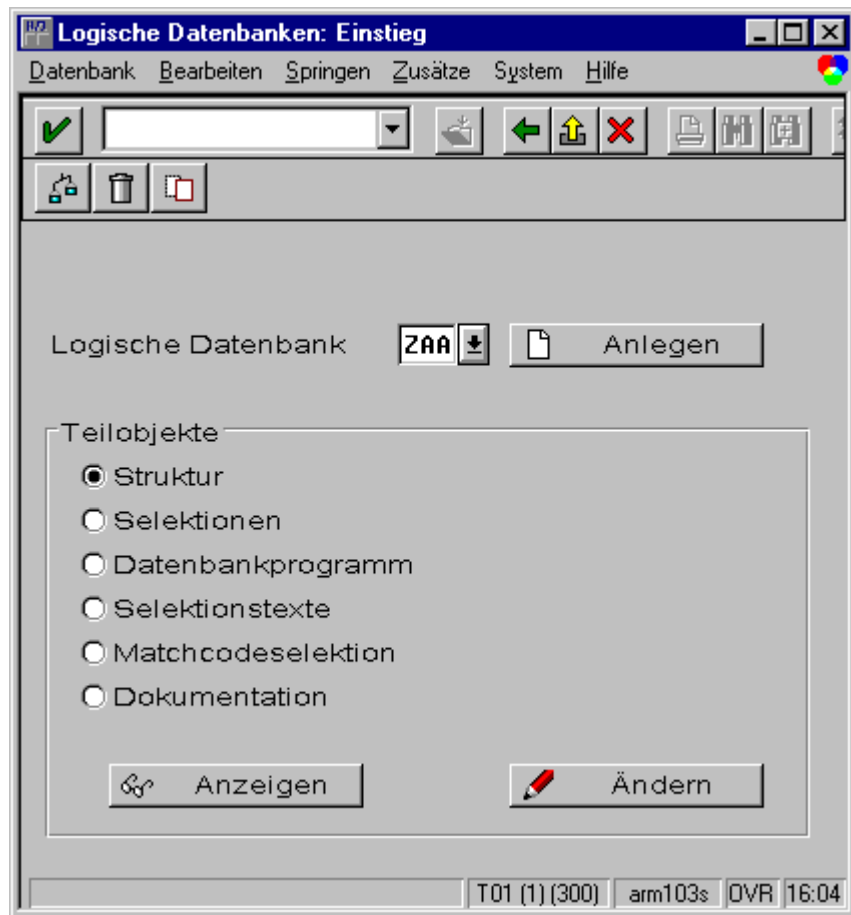 Logische Datenbanken: Einstieg
Datenbank Bearbeiten Springen Zusätze System Hilfe
Logische Datenbank ZAA Anlegen
Teilobjekte
Struktur
Selektionen
Datenbankprogramm
Selektionstexte
Matchcodeselektion
Dokumentation
Anzeigen Ändern
T01 (1) (300) arm103s OVR 16:04